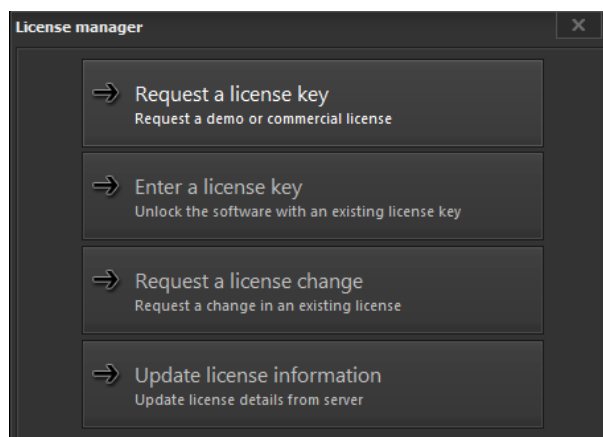 License manager
Request a license key
Request a demo or commercial license
Enter a license key
Unlock the software with an existing license key
Request a license change
Request a change in an existing license
Update license information
Update license details from server